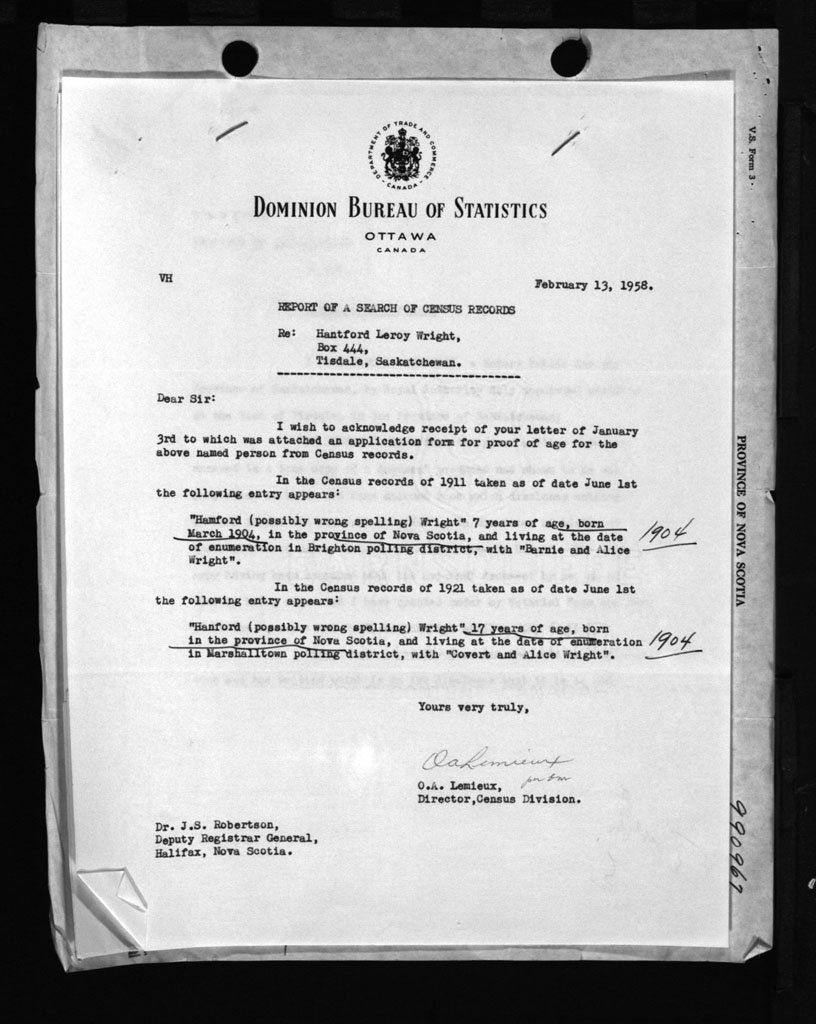 DEPARTMENT OF TRADE AND COMMERCE
CANADA
DOMINION BUREAU OF STATISTICS
OTTAWA
CANADA
VH
February 13, 1958.
REPORT OF A SEARCH OF CENSUS RECORDS
Re: Hantford Leroy Wright,
Box 444,
Tisdale, Saskatchewan.
Dear Sir:
I wish to acknowledge receipt of your letter of January
3rd to which was attached an application form for proof of age for the
above named person from Census records.
In the Census records of 1911 taken as of date June 1st
the following entry appears:
"Hamford (possibly wrong spelling) Wright" 7 years of age, born
March 1904, in the province of Nova Scotia, and living at the date
of enumeration in Brighton polling district, with "Barnie and Alice
Wright".
1904
In the Census records of 1921 taken as of date June 1st
the following entry appears:
"Hanford (possibly wrong spelling) Wright" 17 years of age, born
in the province of Nova Scotia, and living at the date of enumeration
in Marshalltown polling district, with "Covert and Alice Wright".
1904
Yours very truly,
OaLemieux
O.A. Lemieux,
Director,Census Division.
Dr. J.S. Robertson,
Deputy Registrar General,
Halifax, Nova Scotia.
V.S. Form 3
PROVINCE OF NOVA SCOTIA